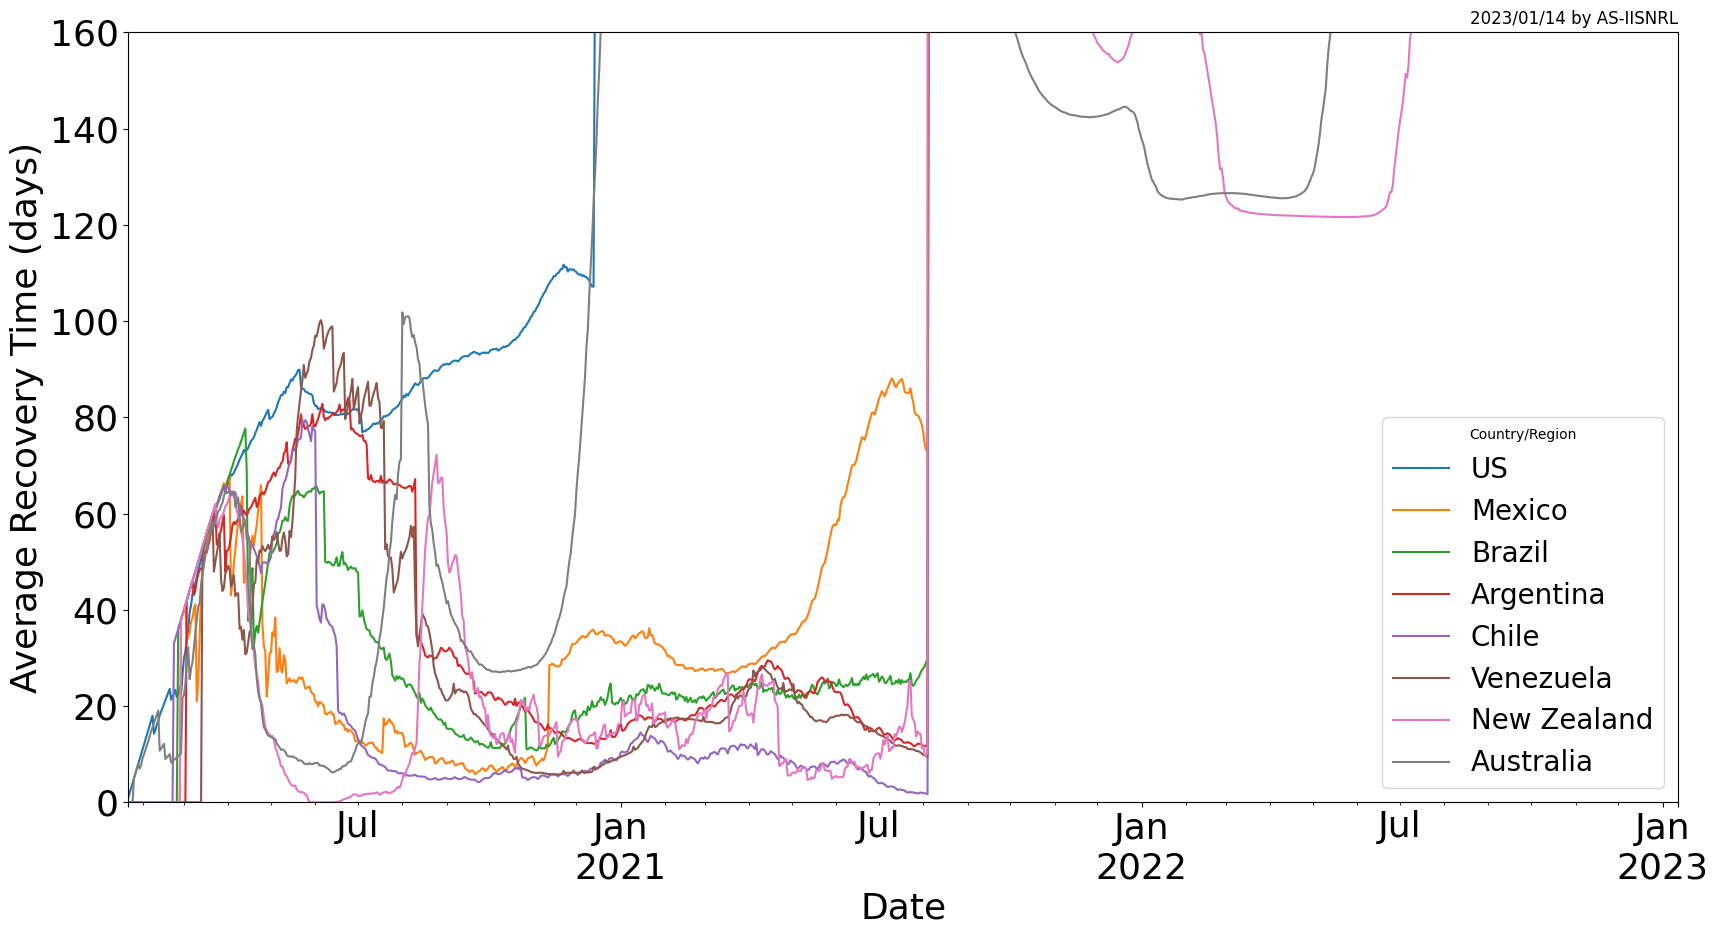 2023/01/14 by AS-IISNRL
Average Recovery Time (days)
160
140
120
100
80
60
40
20
0
Country/Region
US
Mexico
Brazil
Argentina
Chile
Venezuela
New Zealand
Australia
Jul
Jan
2021
Jul
Jan
2022
Jul
Jan
2023
Date